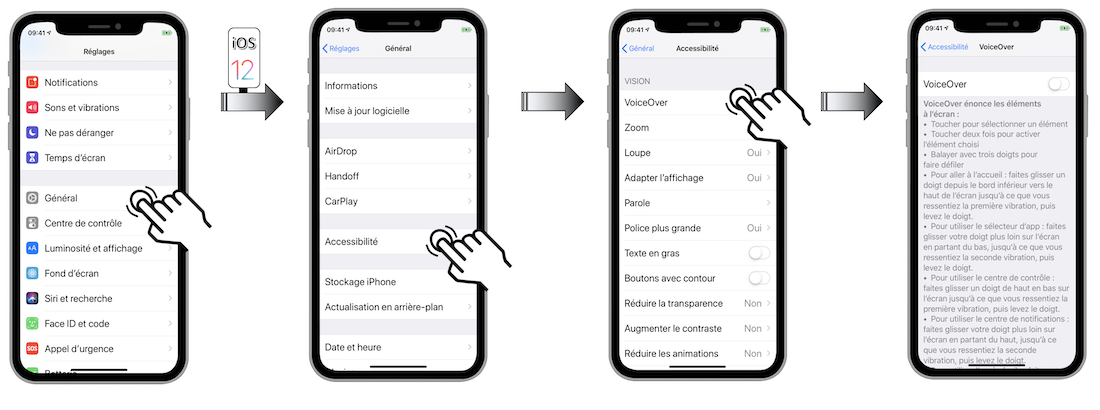 09:41
Réglages
Notifications
Sons et vibrations
Ne pas déranger
Temps d'écran
Général
Centre de contrôle
AA Luminosité et affichage
Fond d'écran
Siri et recherche
Face ID et code
SOS Appel d'urgence
Batterie
iOS
12
09:41
Réglages Général
Informations
Mise à jour logicielle
AirDrop
Handoff
CarPlay
Accessibilité
Stockage iPhone
Actualisation en arrière-plan
Date et heure
09:41
Général Accessibilité
VISION
VoiceOver
Zoom
Loupe Oui
Adapter l'affichage Oui
Parole
Police plus grande Oui
Texte en gras
Boutons avec contour
Réduire la transparence Non
Augmenter le contraste Non
Réduire les animations Non
09:41
Accessibilité VoiceOver
VoiceOver
VoiceOver énonce les éléments
à l'écran :
• Toucher pour sélectionner un élément
• Toucher deux fois pour activer
l'élément choisi
• Balayer avec trois doigts pour
faire défiler
• Pour aller à l'accueil : faites glisser un
doigt depuis le bord inférieur vers le
haut de l'écran jusqu'à ce que vous
ressentiez la première vibration, puis
levez le doigt.
• Pour utiliser le sélecteur d'app : faites
glisser votre doigt plus loin sur l'écran
en partant du bas, jusqu'à ce que vous
ressentiez la seconde vibration, puis
levez le doigt.
• Pour utiliser le centre de contrôle :
faites glisser un doigt de haut en bas sur
l'écran jusqu'à ce que vous ressentiez la
première vibration, puis levez le doigt.
• Pour utiliser le centre de notifications :
faites glisser votre doigt plus loin sur
l'écran en partant du haut, jusqu'à ce
que vous ressentiez la seconde
vibration, puis levez le doigt.